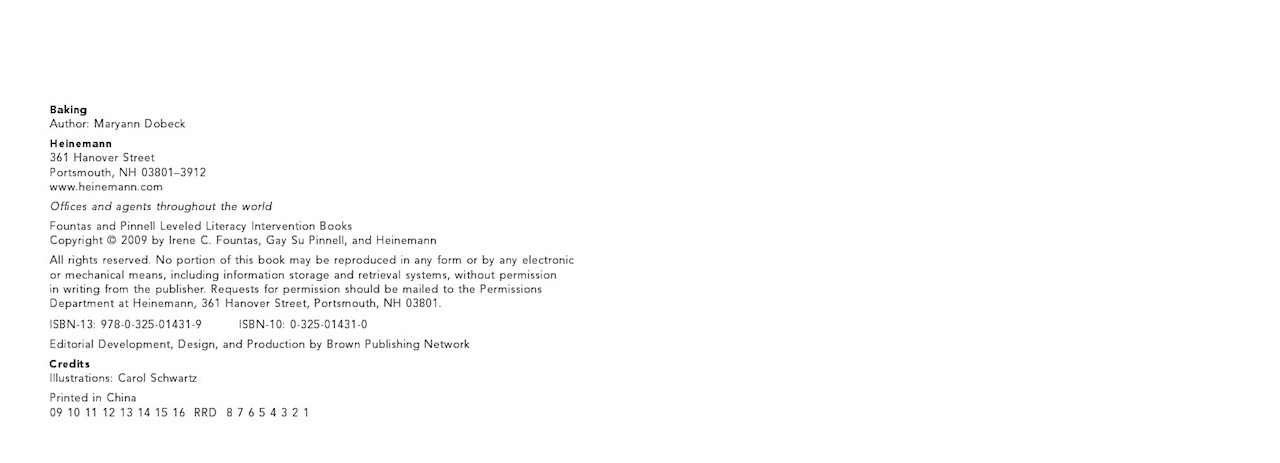 Baking
Author: Maryann Dobeck
Heinemann
361 Hanover Street
Portsmouth, NH 03801–3912
www.heinemann.com
Offices and agents throughout the world
Fountas and Pinnell Leveled Literacy Intervention Books
Copyright © 2009 by Irene C. Fountas, Gay Su Pinnell, and Heinemann
All rights reserved. No portion of this book may be reproduced in any form or by any electronic
or mechanical means, including information storage and retrieval systems, without permission
in writing from the publisher. Requests for permission should be mailed to the Permissions
Department at Heinemann, 361 Hanover Street, Portsmouth, NH 03801.
ISBN-13: 978-0-325-01431-9 ISBN-10: 0-325-01431-0
Editorial Development, Design, and Production by Brown Publishing Network
Credits
Illustrations: Carol Schwartz
Printed in China
09 10 11 12 13 14 15 16 RRD 8 7 6 5 4 3 2 1